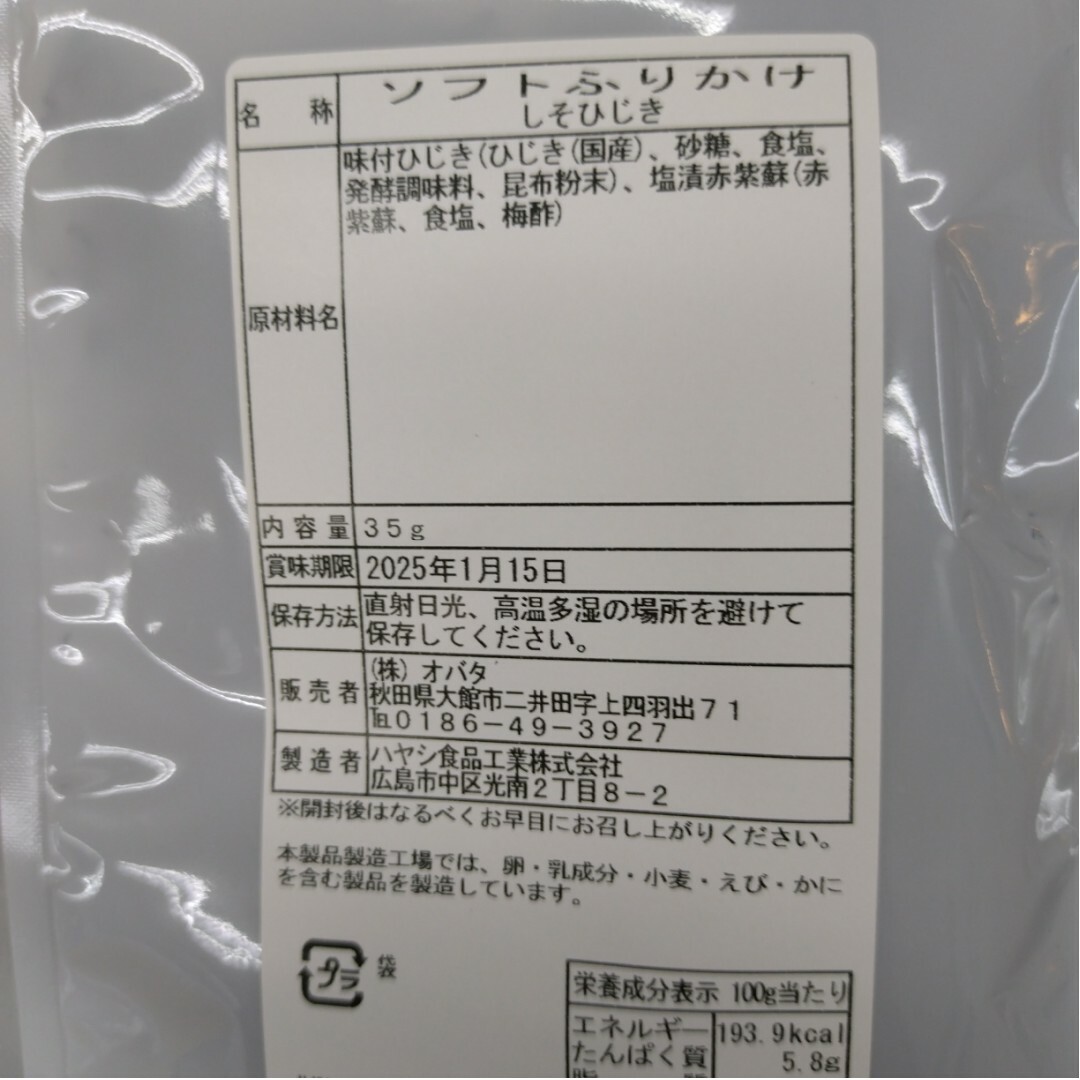 名称 ソフトふりかけ
しそひじき
原材料名
味付ひじき(ひじき(国産)、砂糖、食塩、
発酵調味料、昆布粉末)、塩漬赤紫蘇(赤
紫蘇、食塩、梅酢)
内容量 35g
賞味期限 2025年1月15日
保存方法 直射日光、高温多湿の場所を避けて
保存してください。
販売者 (株)オバタ
秋田県大館市二井田字上四羽出71
℡0186-49-3927
製造者 ハヤシ食品工業株式会社
広島市中区光南2丁目8-2
※開封後はなるべくお早目にお召し上がりください。
本製品製造工場では、卵・乳成分・小麦・えび・かに
を含む製品を製造しています。
プラ 袋
栄養成分表示 100g当たり
エネルギー 193.9kcal
たんぱく質 5.8g